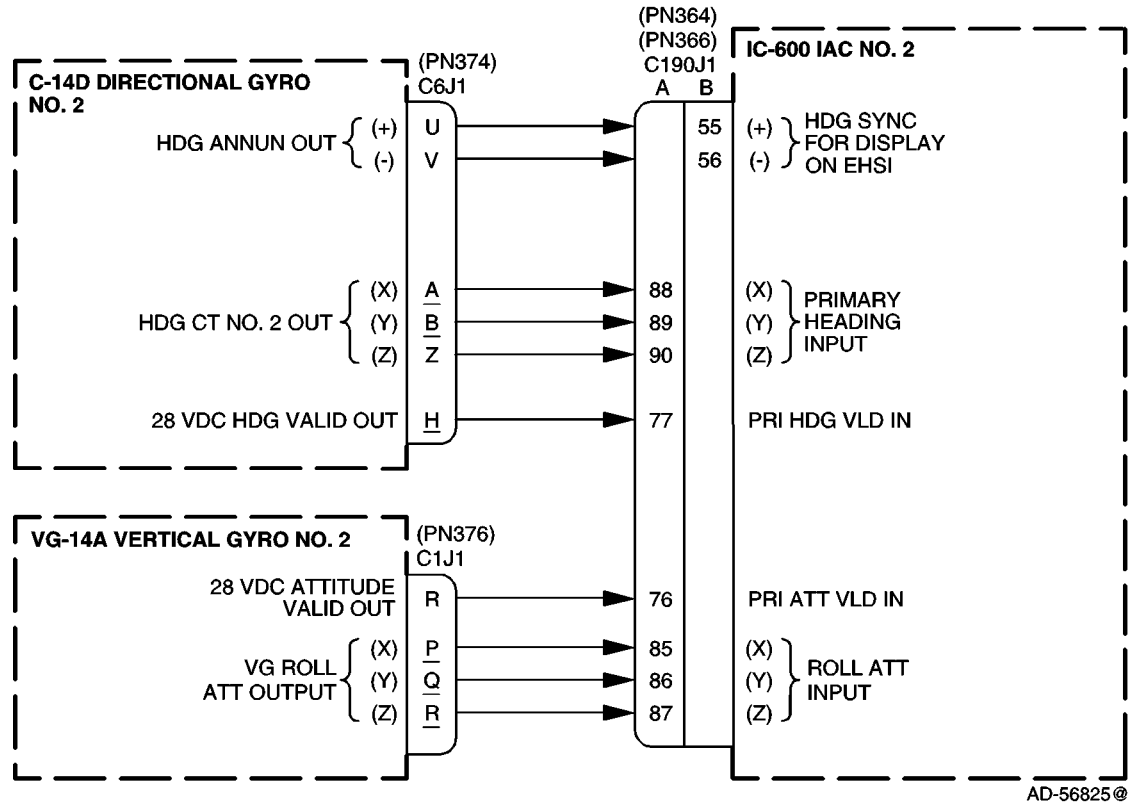 (PN364)
(PN366)
C190J1
A B
IC-600 IAC NO. 2
C-14D DIRECTIONAL GYRO
NO. 2
(PN374)
C6J1
HDG ANNUN OUT
(+) U
(-) V
55 (+)
56 (-)
HDG SYNC
FOR DISPLAY
ON EHSI
HDG CT NO. 2 OUT
(X) A
(Y) B
(Z) Z
88 (X)
89 (Y)
90 (Z)
PRIMARY
HEADING
INPUT
28 VDC HDG VALID OUT H
77 PRI HDG VLD IN
VG-14A VERTICAL GYRO NO. 2
(PN376)
C1J1
28 VDC ATTITUDE
VALID OUT
R
76 PRI ATT VLD IN
VG ROLL
ATT OUTPUT
(X) P
(Y) Q
(Z) R
85 (X)
86 (Y)
87 (Z)
ROLL ATT
INPUT
AD-56825@